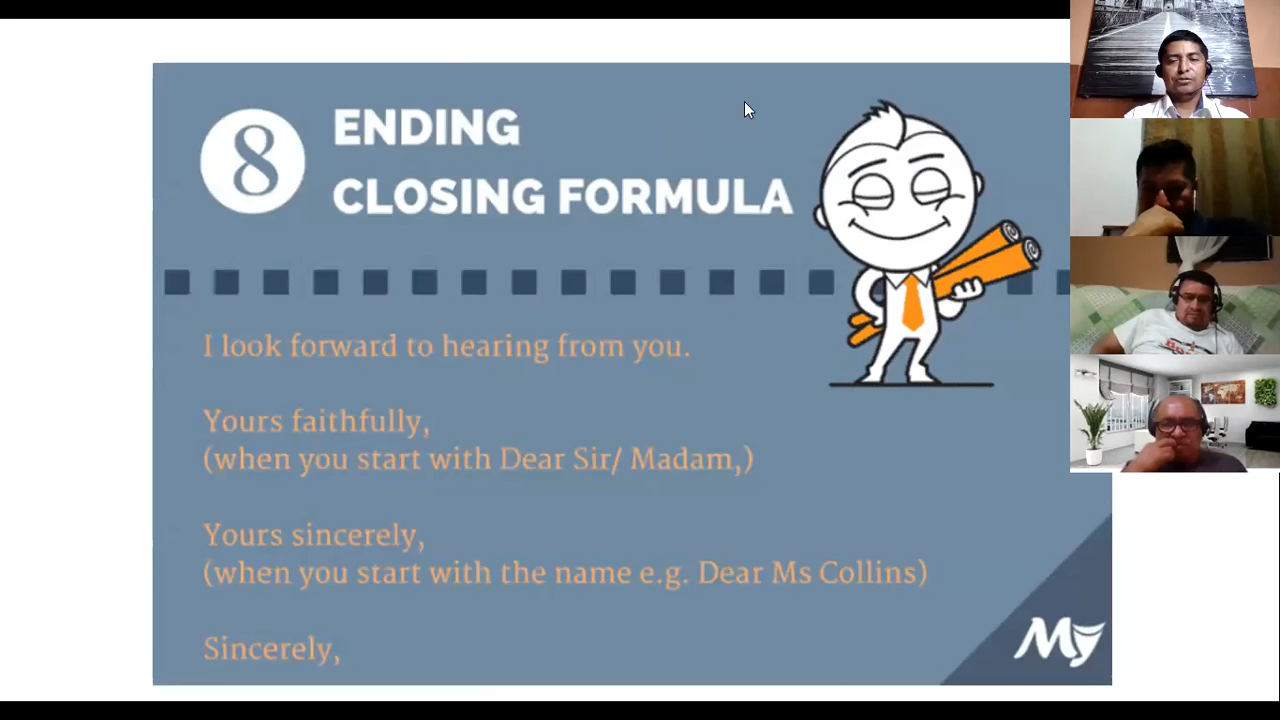 8
ENDING
CLOSING FORMULA
I look forward to hearing from you.
Yours faithfully,
(when you start with Dear Sir/ Madam,)
Yours sincerely,
(when you start with the name e.g. Dear Ms Collins)
Sincerely,
My